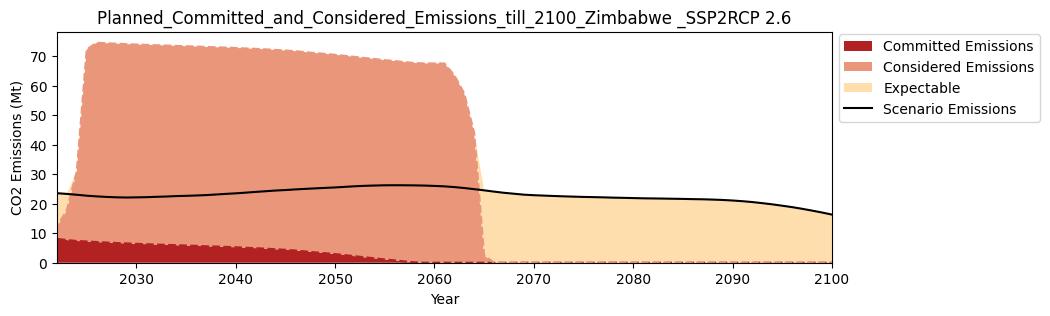 Planned_Committed_and_Considered_Emissions_till_2100_Zimbabwe _SSP2RCP 2.6
Committed Emissions
Considered Emissions
Expectable
Scenario Emissions
CO2 Emissions (Mt)
70
60
50
40
30
20
10
0
2030
2040
2050
2060
2070
2080
2090
2100
Year